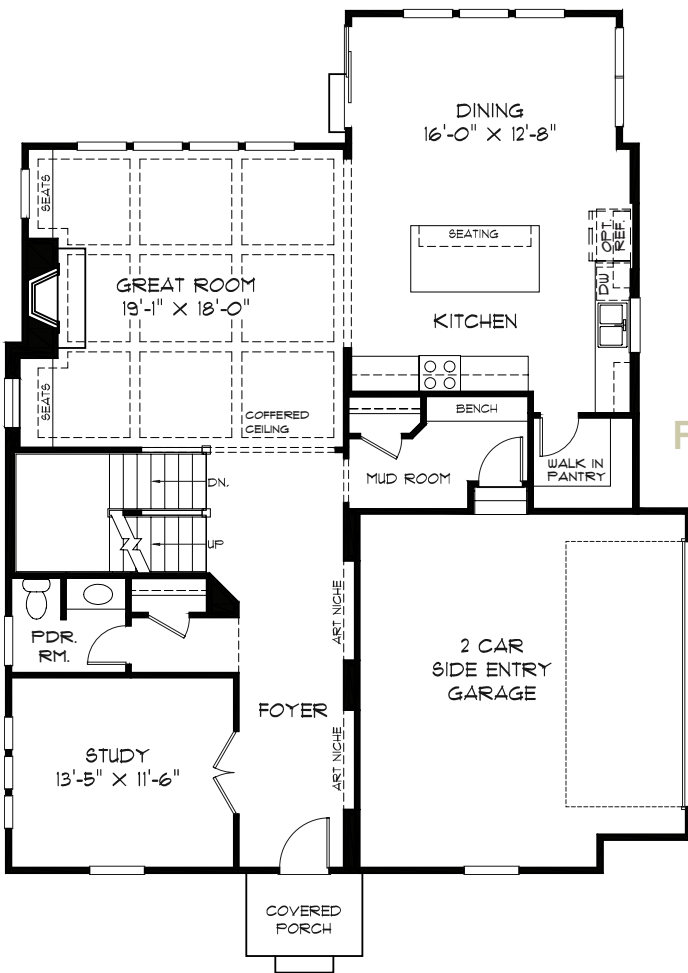 DINING
16'-0" X 12'-8"
SEATS
SEATING
OPT.
REF.
GREAT ROOM
19'-1" X 18'-0"
DW
KITCHEN
SEATS
COFFERED
CEILING
BENCH
F
MUD ROOM
WALK IN
PANTRY
DN.
UP
ART NICHE
PDR.
RM.
2 CAR
SIDE ENTRY
GARAGE
FOYER
STUDY
13'-5" X 11'-6"
ART NICHE
COVERED
PORCH